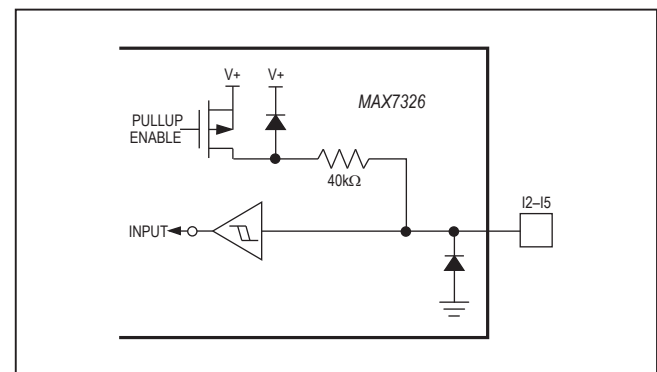 V+ V+
MAX7326
PULLUP
ENABLE
40kΩ
I2–I5
INPUT